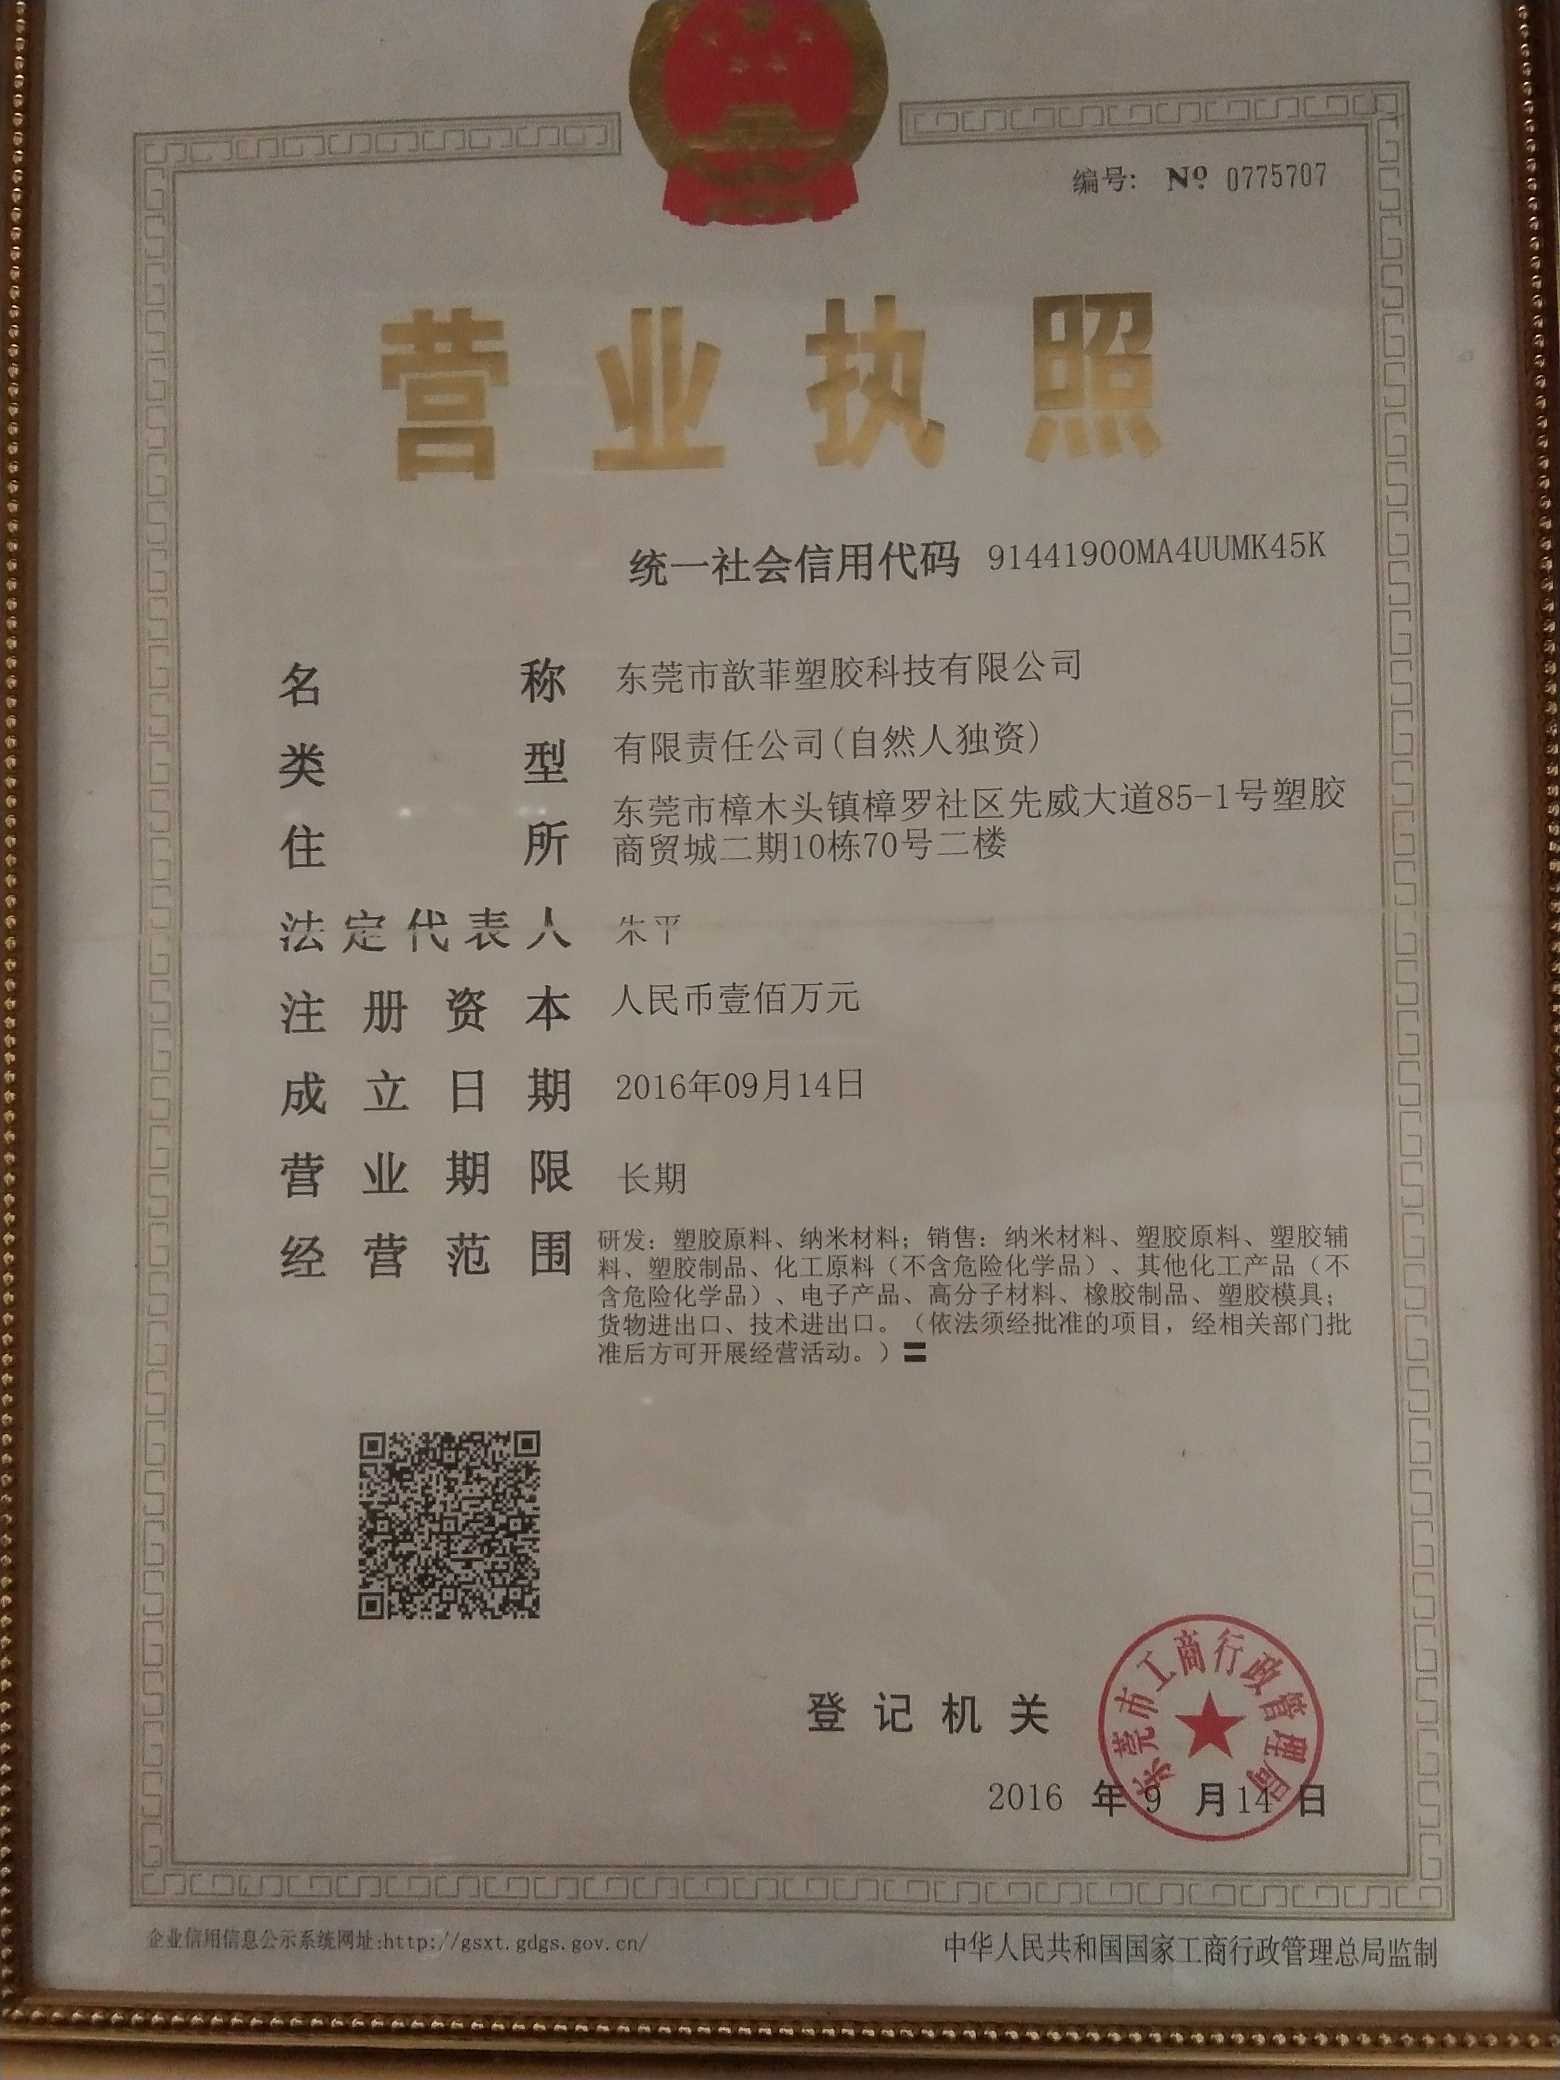 编号: No 0775707
营业执照
统一社会信用代码 91441900MA4UUMK45K
名称 东莞市歆菲塑胶科技有限公司
类型 有限责任公司(自然人独资)
住所 东莞市樟木头镇樟罗社区先威大道85-1号塑胶
商贸城二期10栋70号二楼
法定代表人 朱平
注册资本 人民币壹佰万元
成立日期 2016年09月14日
营业期限 长期
经营范围 研发：塑胶原料、纳米材料；销售：纳米材料、塑胶原料、塑胶辅
料、塑胶制品、化工原料（不含危险化学品）、其他化工产品（不
含危险化学品）、电子产品、高分子材料、橡胶制品、塑胶模具；
货物进出口、技术进出口。（依法须经批准的项目，经相关部门批
准后方可开展经营活动。）〓
登记机关
东莞市工商行政管理局
2016 年 9 月 14 日
企业信用信息公示系统网址:http://gsxt.gdgs.gov.cn/
中华人民共和国国家工商行政管理总局监制